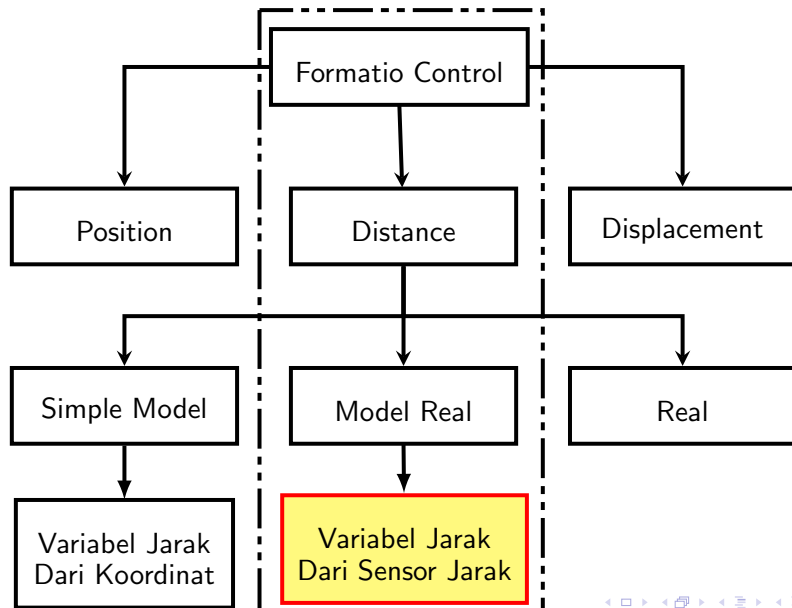 Formatio Control
Position
Distance
Displacement
Simple Model
Model Real
Real
Variabel Jarak
Dari Koordinat
Variabel Jarak
Dari Sensor Jarak